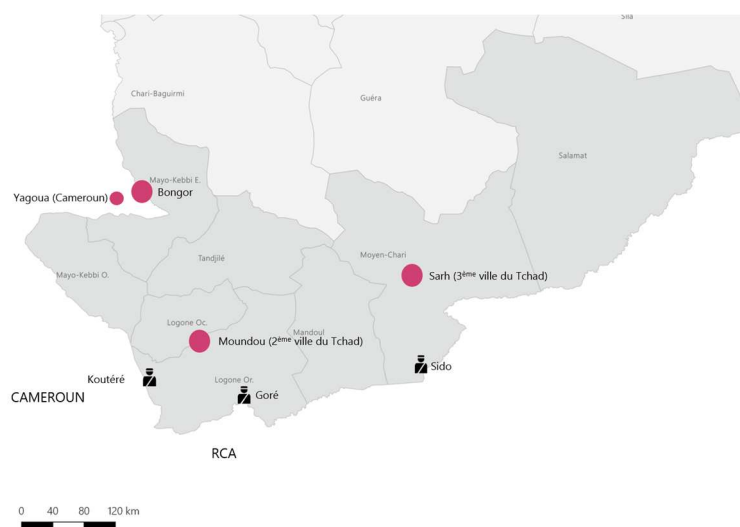 Sila
Chari-Baguirmi
Guéra
Salamat
Mayo-Kebbi E.
Bongor
Yagoua (Cameroun)
Moyen-Chari
Tandjilé
Mayo-Kebbi O.
Sarh (3ème ville du Tchad)
Logone Oc.
Mandoul
Moundou (2ème ville du Tchad)
Sido
Koutéré
Logone Or.
Goré
CAMEROUN
RCA
0 40 80 120 km